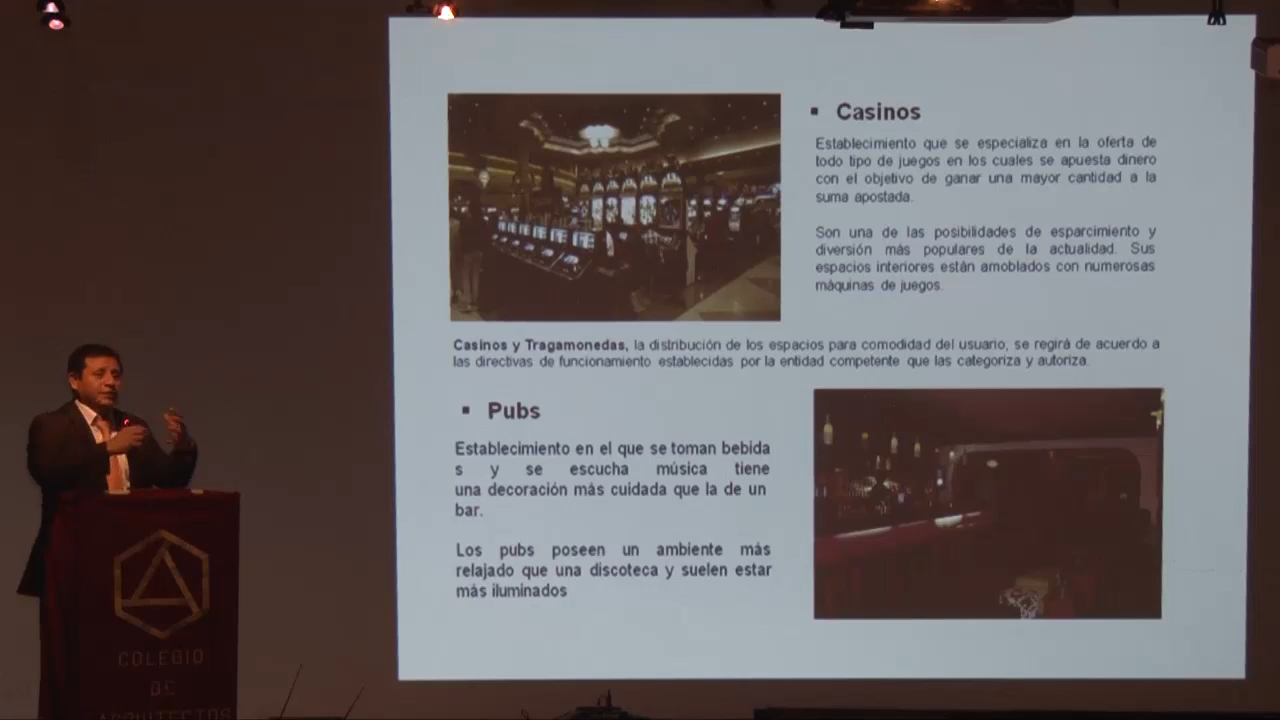 ▪ Casinos
Establecimiento que se especializa en la oferta de
todo tipo de juegos en los cuales se apuesta dinero
con el objetivo de ganar una mayor cantidad a la
suma apostada.
Son una de las posibilidades de esparcimiento y
diversión más populares de la actualidad. Sus
espacios interiores están amoblados con numerosas
máquinas de juegos.
Casinos y Tragamonedas, la distribución de los espacios para comodidad del usuario, se regirá de acuerdo a
las directivas de funcionamiento establecidas por la entidad competente que las categoriza y autoriza.
▪ Pubs
Establecimiento en el que se toman bebida
s y se escucha música tiene
una decoración más cuidada que la de un
bar.
Los pubs poseen un ambiente más
relajado que una discoteca y suelen estar
más iluminados
COLEGIO
DE
ARQUITECTOS